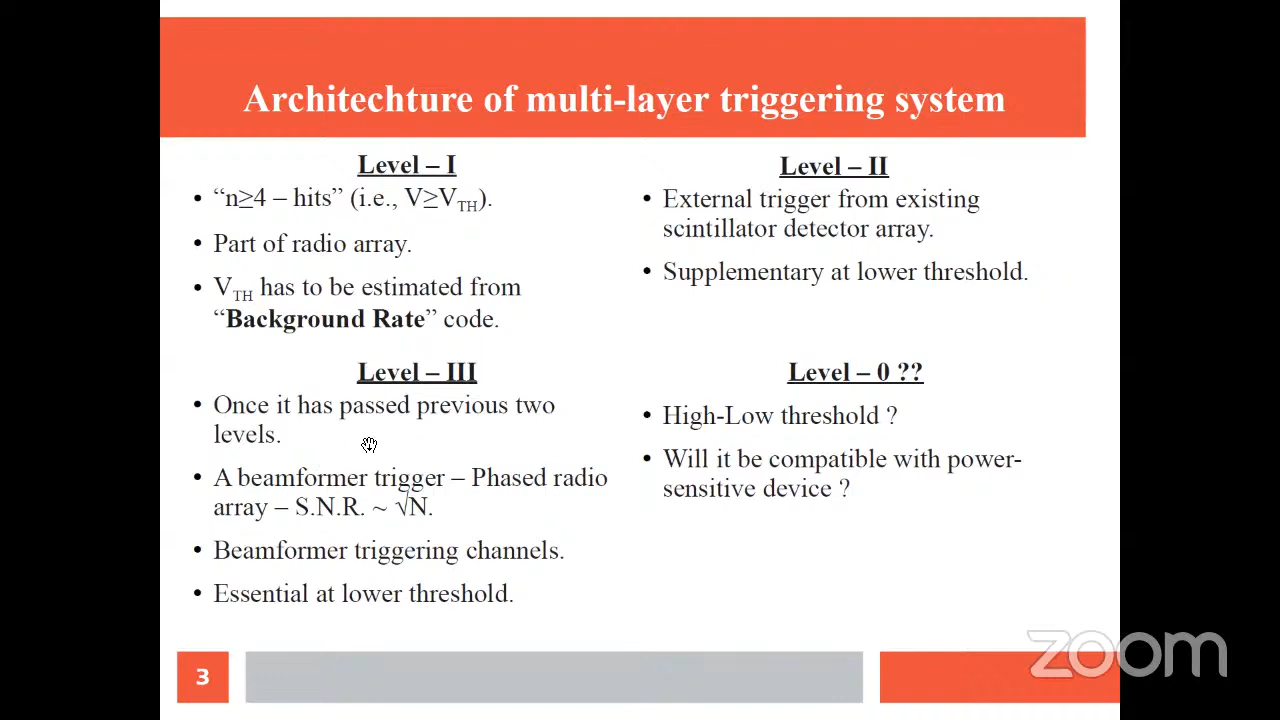 Architechture of multi-layer triggering system
Level – I
• “n≥4 – hits” (i.e., V≥V_TH).
• Part of radio array.
• V_TH has to be estimated from
“Background Rate” code.
Level – II
• External trigger from existing
scintillator detector array.
• Supplementary at lower threshold.
Level – III
• Once it has passed previous two
levels.
• A beamformer trigger – Phased radio
array – S.N.R. ~ √N.
• Beamformer triggering channels.
• Essential at lower threshold.
Level – 0 ??
• High-Low threshold ?
• Will it be compatible with power-
sensitive device ?
3
zoom